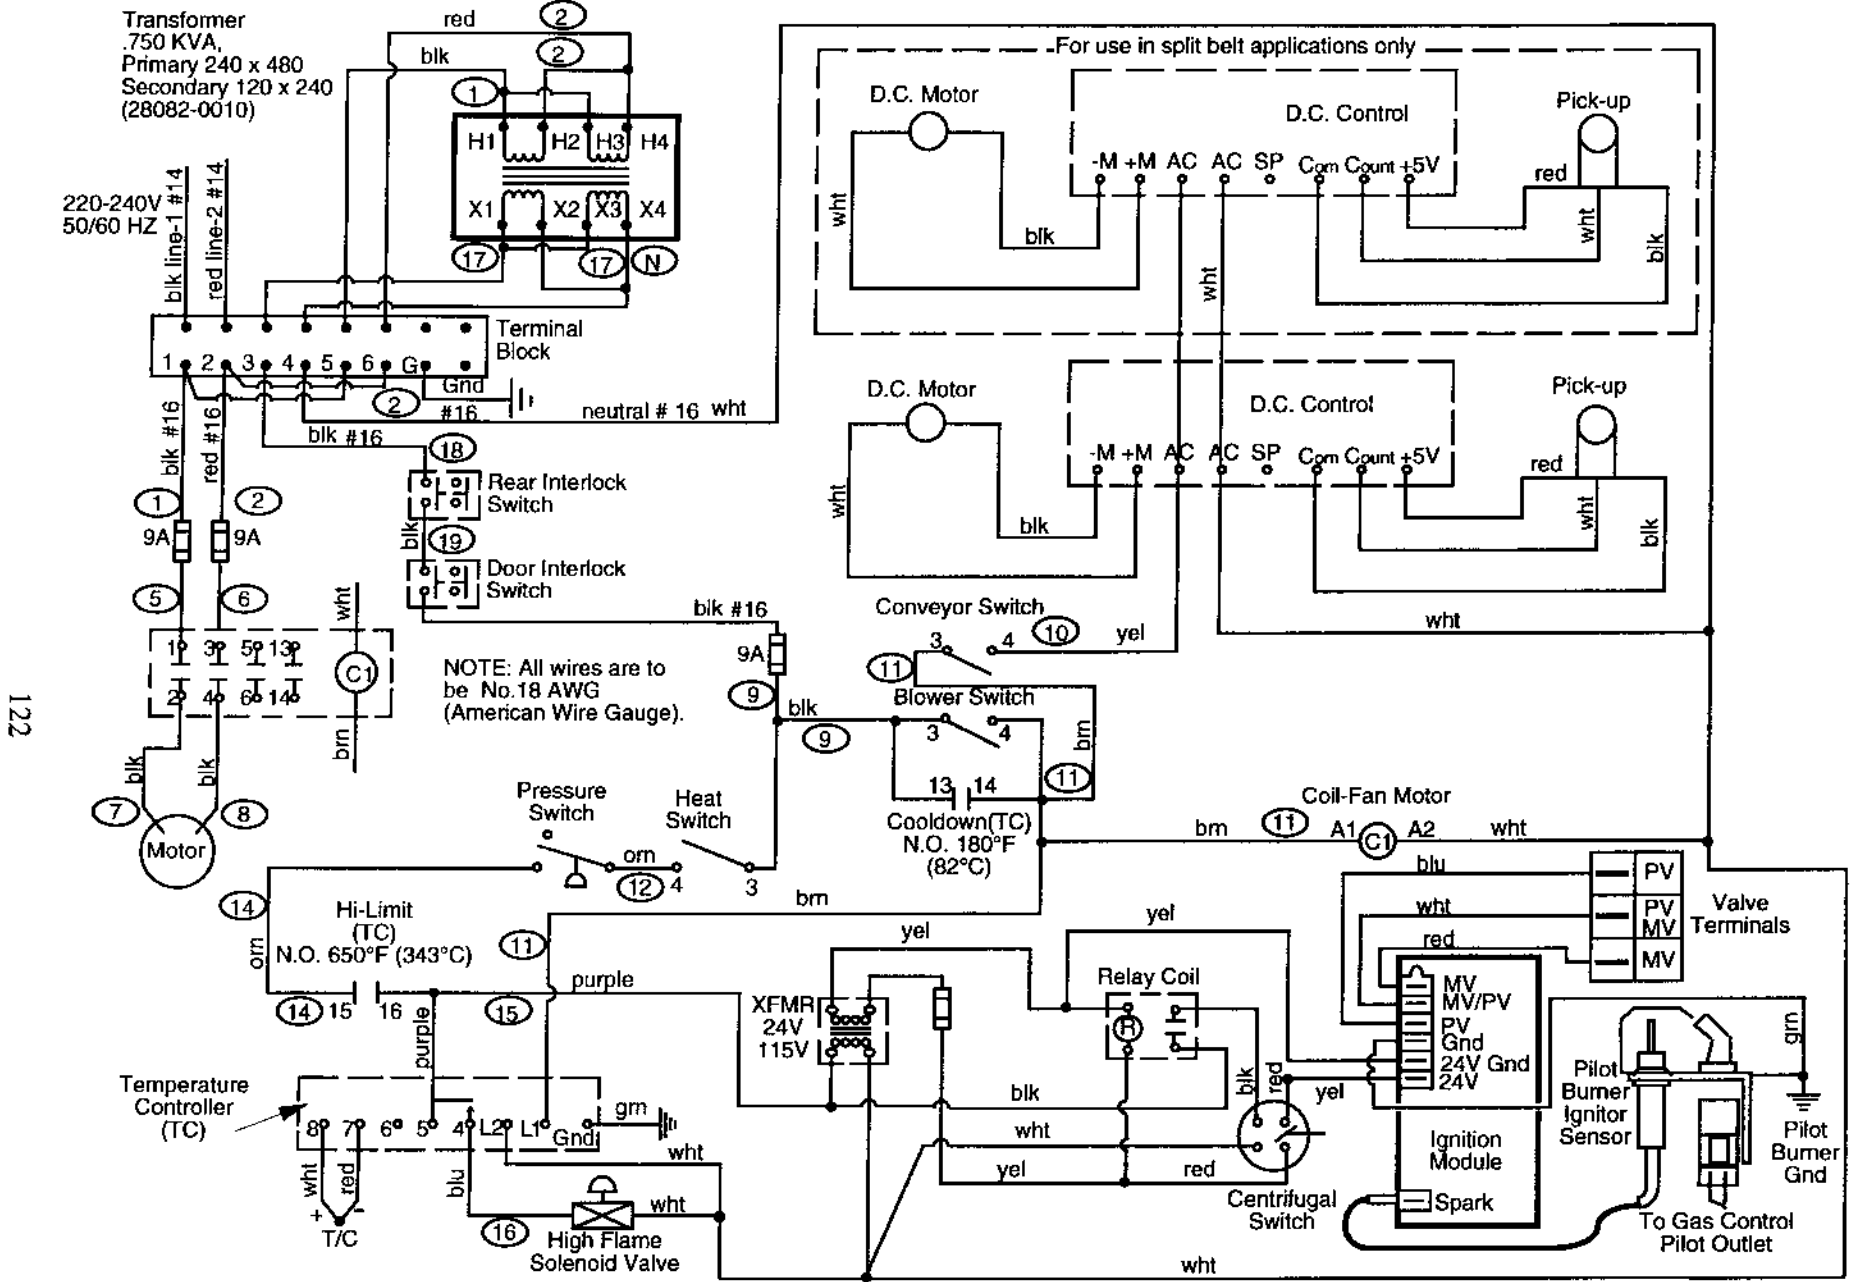 Transformer
.750 KVA,
Primary 240 x 480
Secondary 120 x 240
(28082-0010)
red
2
2
blk
1
H1 H2 H3 H4
X1 X2 X3 X4
17 17 N
220-240V
50/60 HZ
blk line-1 #14
red line-2 #14
Terminal
Block
1 2 3 4 5 6 G
Gnd
2
#16
neutral # 16 wht
blk #16
blk #16
red #16
18
Rear Interlock
Switch
blk
19
Door Interlock
Switch
1
2
9A
9A
5
6
wht
blk #16
1 3 5 13
2 4 6 14
C1
brn
NOTE: All wires are to
be No.18 AWG
(American Wire Gauge).
9A
9
blk
9
blk
blk
7
8
Motor
For use in split belt applications only
D.C. Motor
D.C. Control
Pick-up
-M +M AC AC SP Com Count +5V
red
wht
blk
wht
wht
blk
D.C. Motor
D.C. Control
Pick-up
-M +M AC AC SP Com Count +5V
red
wht
blk
wht
blk
Conveyor Switch
3 4
10
yel
wht
11
Blower Switch
3 4
brn
11
13 14
Cooldown(TC)
N.O. 180°F
(82°C)
Coil-Fan Motor
brn
11
A1 C1 A2
wht
Pressure
Switch
Heat
Switch
orn
12
4
3
14
orn
Hi-Limit
(TC)
N.O. 650°F (343°C)
14
15 16
15
purple
purple
11
brn
yel
yel
XFMR
24V
115V
Relay Coil
R
blu
wht
red
PV
PV
MV
MV
Valve
Terminals
MV
MV/PV
PV
Gnd
24V Gnd
24V
Ignition
Module
Spark
grn
Pilot
Burner
Ignitor
Sensor
Pilot
Burner
Gnd
To Gas Control
Pilot Outlet
blk
red
yel
blk
wht
yel
red
Centrifugal
Switch
Temperature
Controller
(TC)
8 7 6 5 4 L2 L1 Gnd
grn
wht
red
+
-
T/C
blu
16
High Flame
Solenoid Valve
wht
wht
wht
122